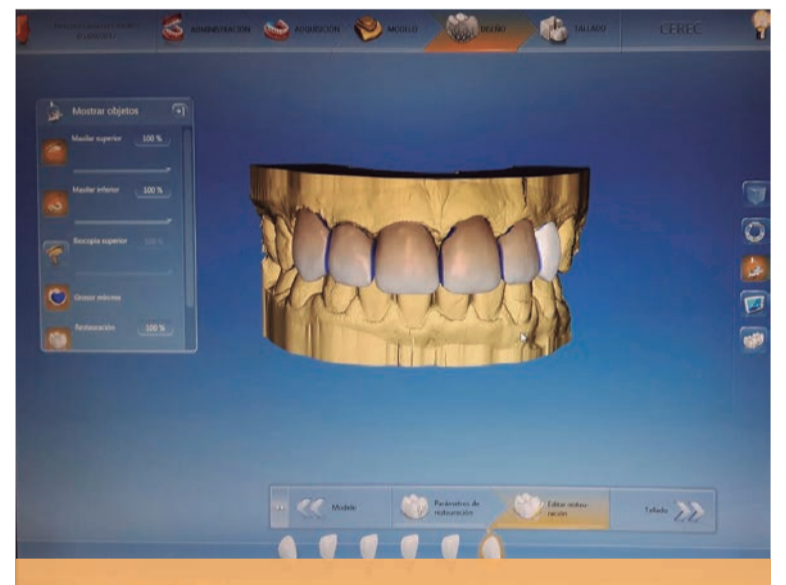 ADMINISTRACIÓN
ADQUISICIÓN
MODELO
DISEÑO
TALLADO
CEREC
Mostrar objetos
Maxilar superior 100 %
Maxilar inferior 100 %
Biocopia superior 100 %
Grosor mínimo
Restauración 100 %
Modelo
Parámetros de
restauración
Editar restau-
ración
Tallado